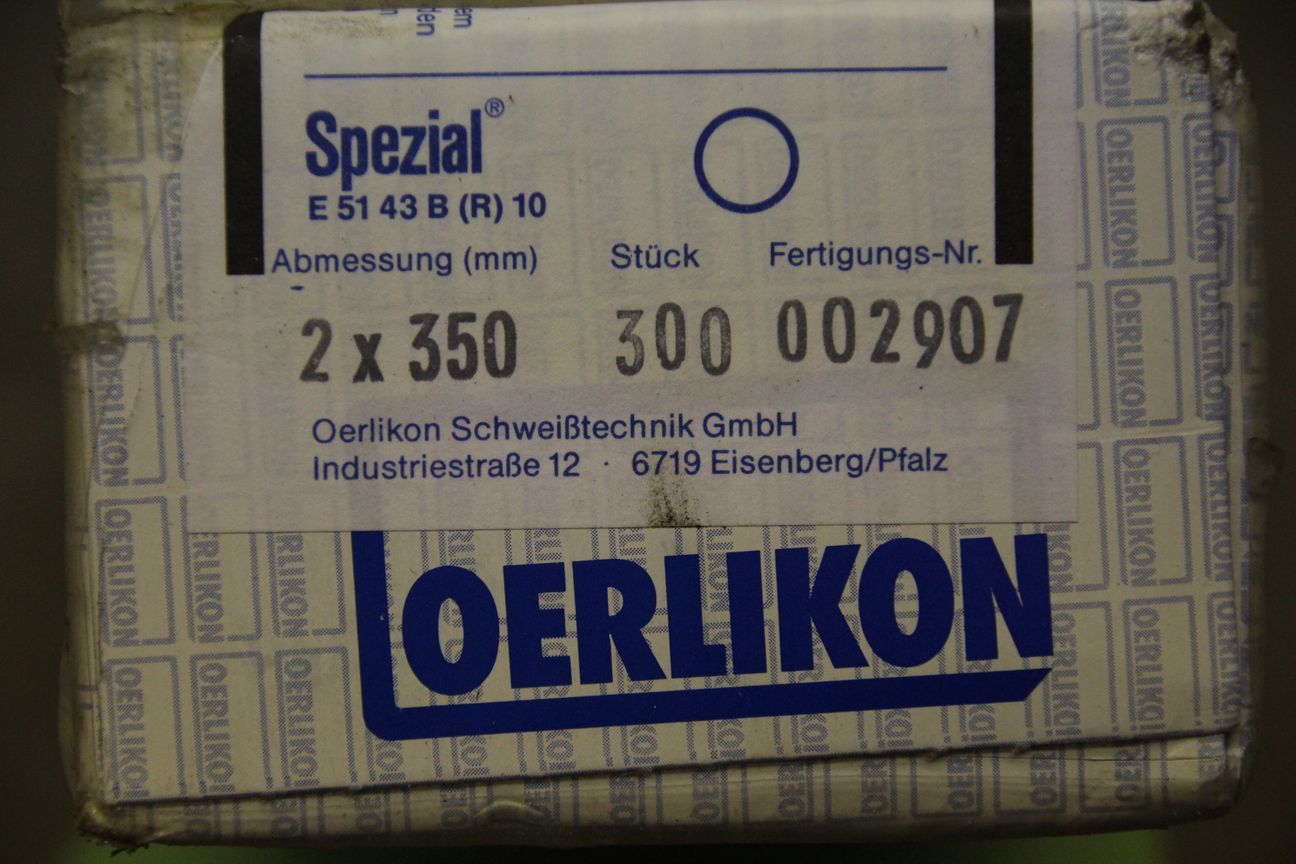 Spezial®
E 51 43 B (R) 10
Abmessung (mm) Stück Fertigungs-Nr.
2 x 350 300 002907
Oerlikon Schweißtechnik GmbH
Industriestraße 12 · 6719 Eisenberg/Pfalz
OERLIKON